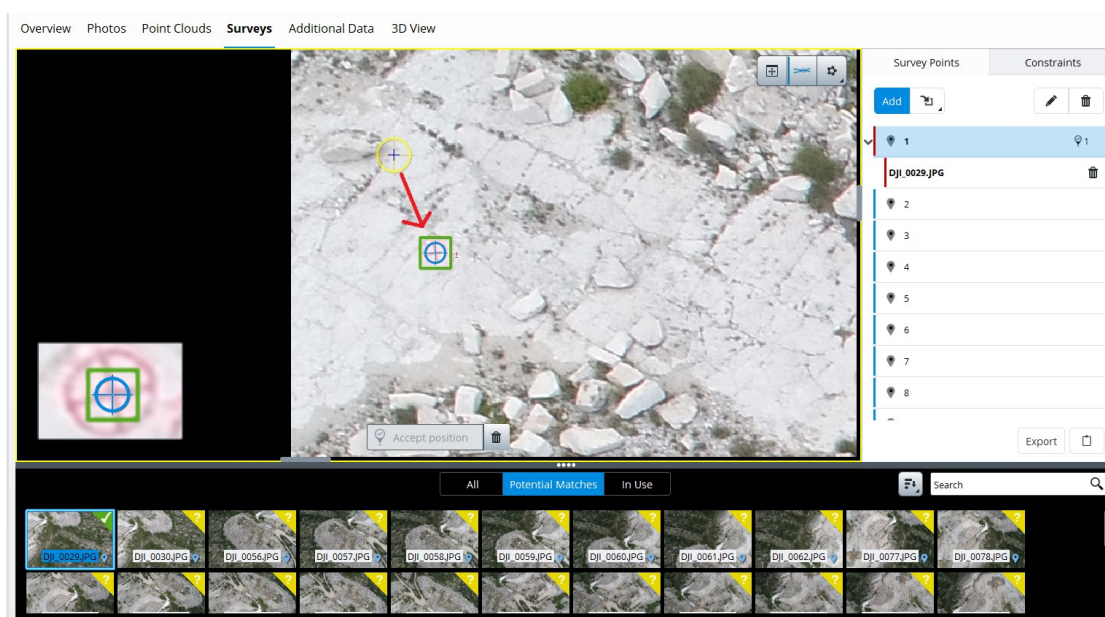 Overview Photos Point Clouds Surveys Additional Data 3D View
Survey Points Constraints
Add
1 1
DJI_0029.JPG
2
3
4
5
6
7
8
1
Accept position
Export
All Potential Matches In Use
Search
DJI_0029.JPG DJI_0030.JPG DJI_0056.JPG DJI_0057.JPG DJI_0058.JPG DJI_0059.JPG DJI_0060.JPG DJI_0061.JPG DJI_0062.JPG DJI_0077.JPG DJI_0078.JPG
? ? ? ? ? ? ? ? ? ?
? ? ? ? ? ? ? ? ? ? ?